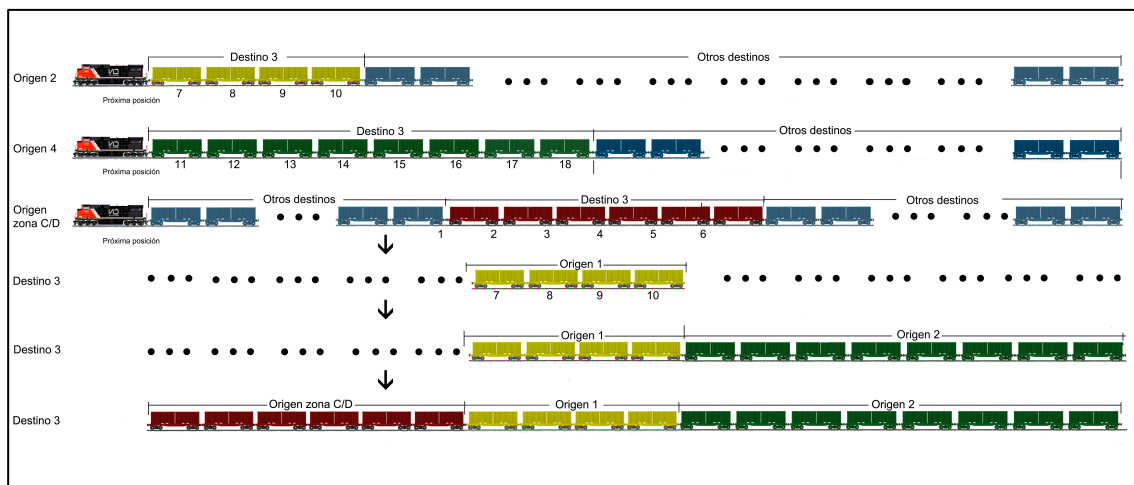 Destino 3 Otros destinos
Origen 2
Próxima posición 7 8 9 10
Destino 3 Otros destinos
Origen 4
Próxima posición 11 12 13 14 15 16 17 18
Origen zona C/D Otros destinos Destino 3 Otros destinos
Próxima posición 1 2 3 4 5 6
Origen 1
Destino 3
7 8 9 10
Origen 1 Origen 2
Destino 3
Origen zona C/D Origen 1 Origen 2
Destino 3